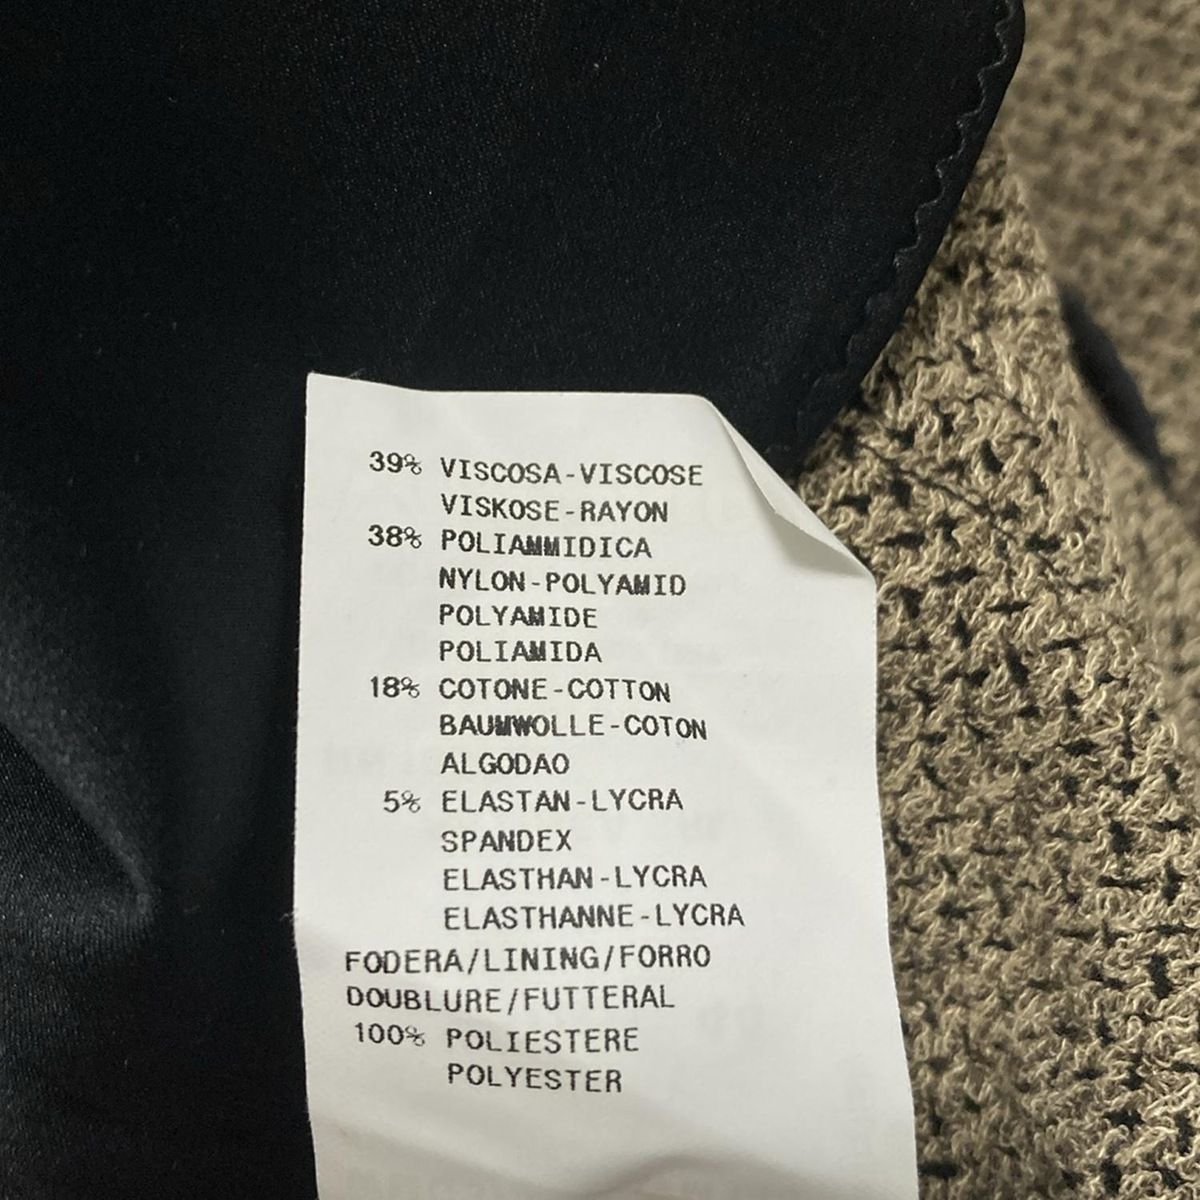 39% VISCOSA-VISCOSE
VISKOSE-RAYON
38% POLIAMMIDICA
NYLON-POLYAMID
POLYAMIDE
POLIAMIDA
18% COTONE-COTTON
BAUMWOLLE-COTON
ALGODAO
5% ELASTAN-LYCRA
SPANDEX
ELASTHAN-LYCRA
ELASTHANNE-LYCRA
FODERA/LINING/FORRO
DOUBLURE/FUTTERAL
100% POLIESTERE
POLYESTER